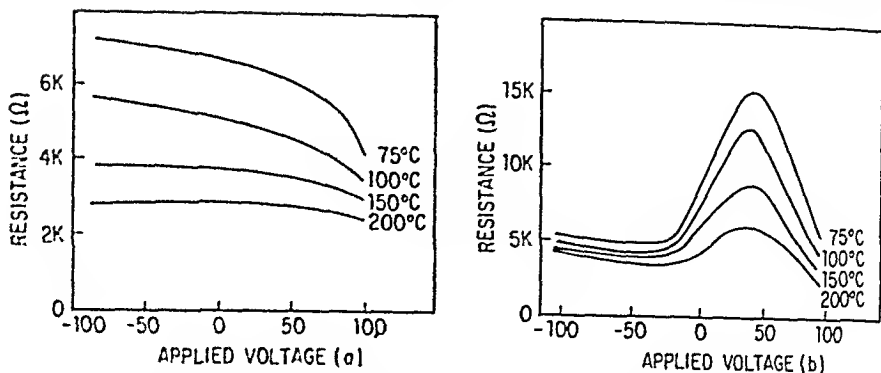 RESISTANCE (Ω)
6K
4K
2K
0
75°C
100°C
150°C
200°C
-100
-50
0
50
100
APPLIED VOLTAGE (a)
RESISTANCE (Ω)
15K
10K
5K
0
75°C
100°C
150°C
200°C
-100
-50
0
50
100
APPLIED VOLTAGE (b)